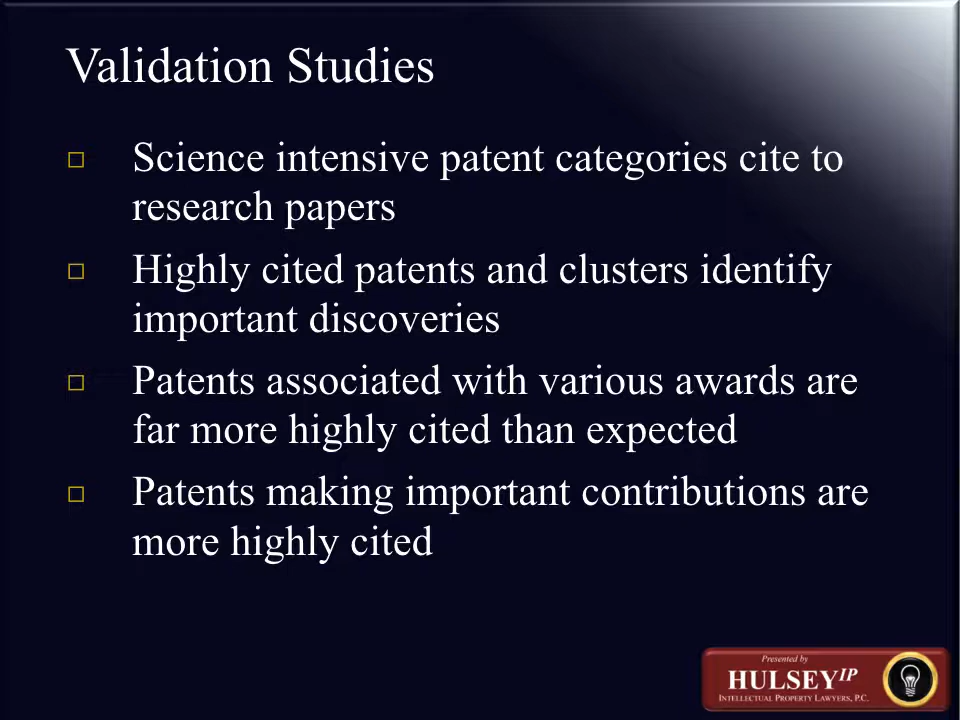 Validation Studies
Science intensive patent categories cite to
research papers
Highly cited patents and clusters identify
important discoveries
Patents associated with various awards are
far more highly cited than expected
Patents making important contributions are
more highly cited
Presented by
HULSEY IP
INTELLECTUAL PROPERTY LAWYERS, P.C.